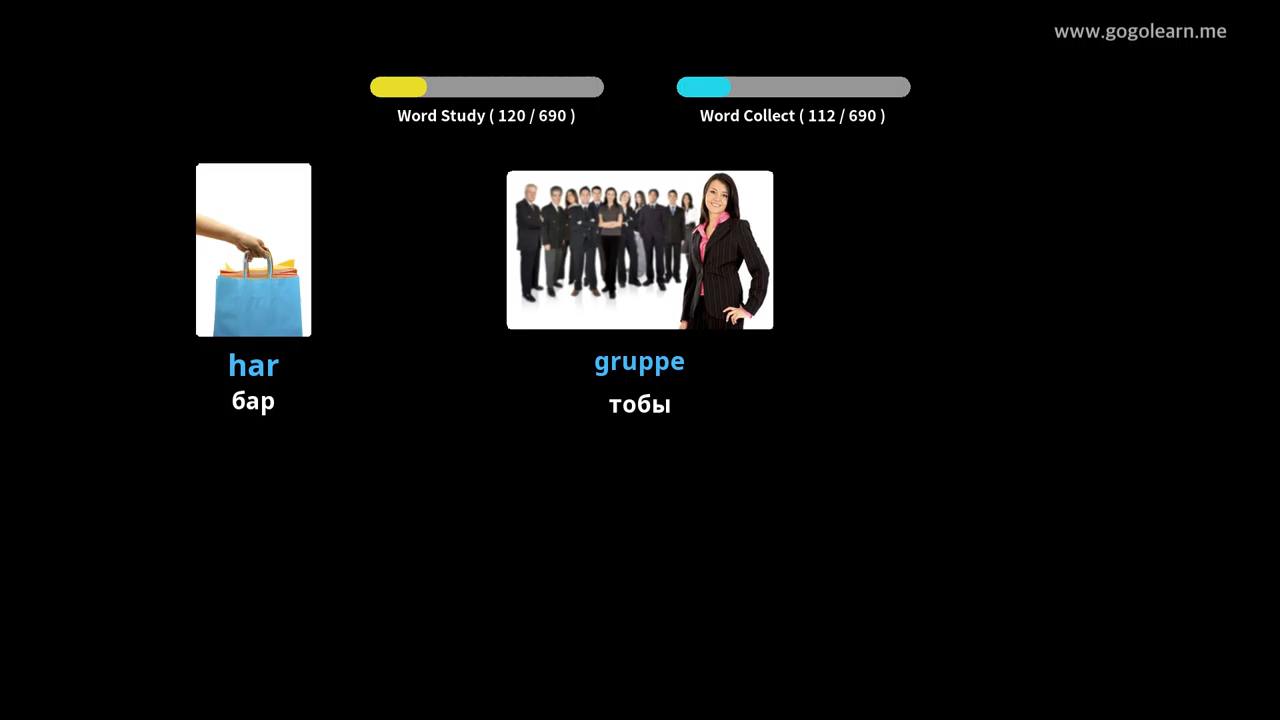 www.gogolearn.me
Word Study ( 120 / 690 )
Word Collect ( 112 / 690 )
har
бар
gruppe
тобы